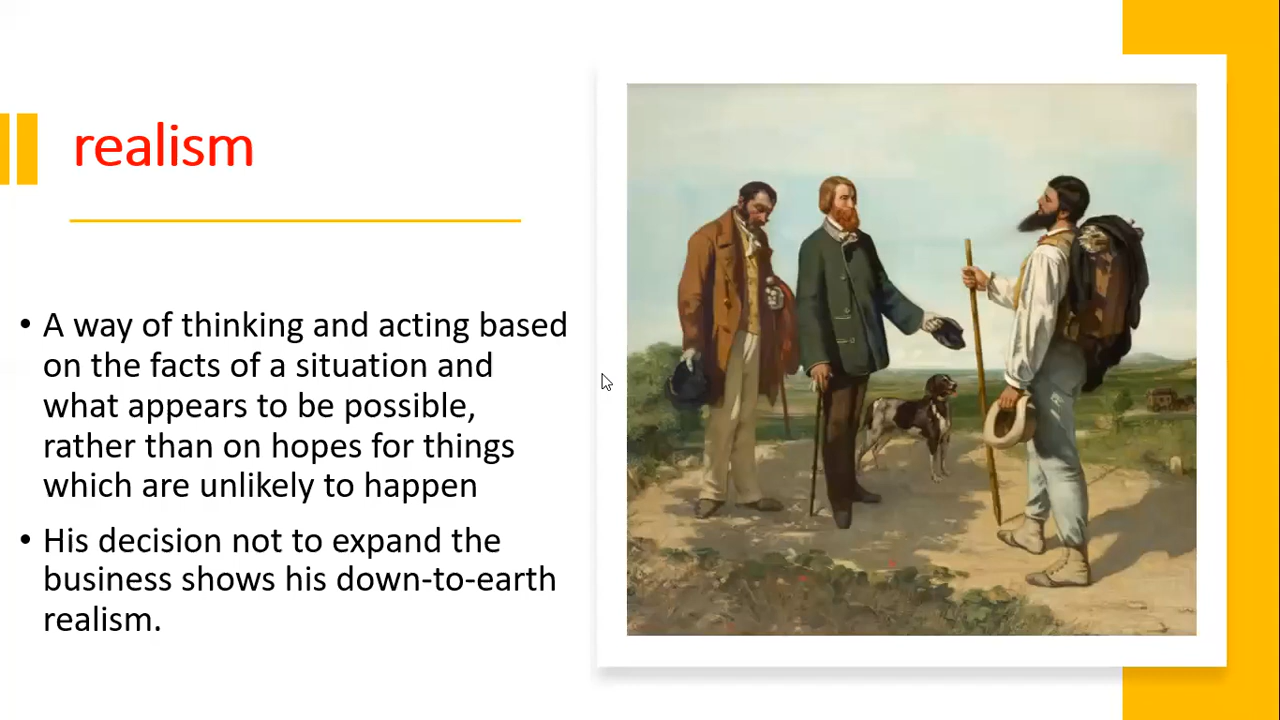 realism
• A way of thinking and acting based
on the facts of a situation and
what appears to be possible,
rather than on hopes for things
which are unlikely to happen
• His decision not to expand the
business shows his down-to-earth
realism.